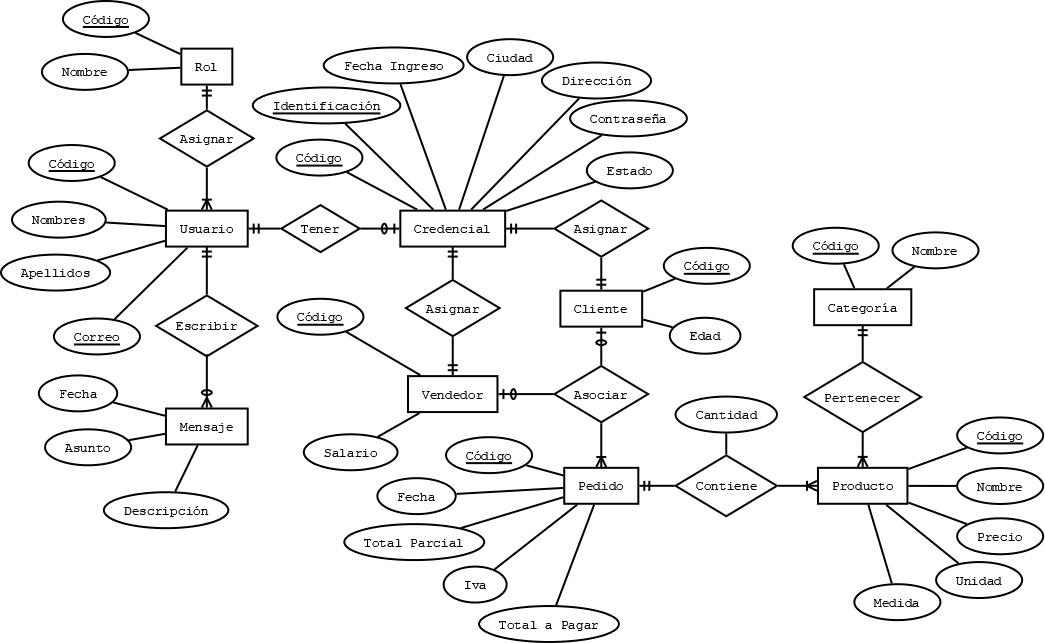 Código
Nombre
Rol
Asignar
Código
Nombres
Apellidos
Correo
Usuario
Tener
Escribir
Fecha
Asunto
Descripción
Mensaje
Identificación
Fecha Ingreso
Ciudad
Dirección
Contraseña
Estado
Código
Credencial
Asignar
Código
Edad
Cliente
Asignar
Código
Salario
Vendedor
Asociar
Código
Fecha
Total Parcial
Iva
Total a Pagar
Pedido
Cantidad
Contiene
Código
Nombre
Categoría
Pertenecer
Producto
Código
Nombre
Precio
Unidad
Medida